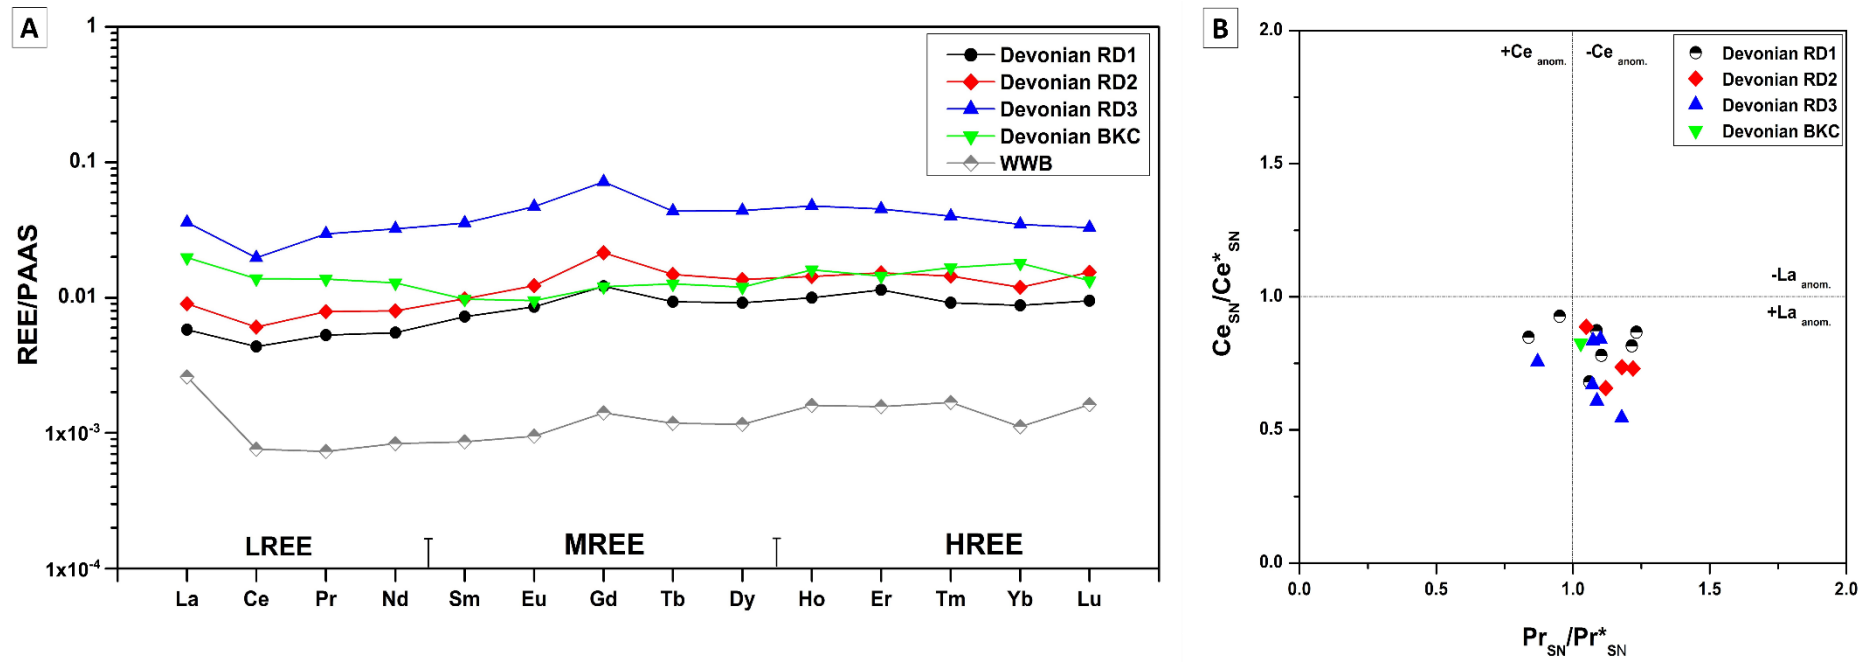 A
1
0.1
0.01
1x10-3
1x10-4
REE/PAAS
Devonian RD1
Devonian RD2
Devonian RD3
Devonian BKC
WWB
LREE
MREE
HREE
La Ce Pr Nd Sm Eu Gd Tb Dy Ho Er Tm Yb Lu
B
2.0
1.5
1.0
0.5
0.0
CeSN/Ce*SN
+Ce anom. -Ce anom.
Devonian RD1
Devonian RD2
Devonian RD3
Devonian BKC
-La anom.
+La anom.
0.0 0.5 1.0 1.5 2.0
PrSN/Pr*SN